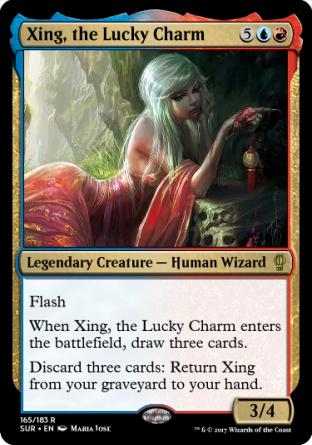 Xing, the Lucky Charm 5
Legendary Creature — Human Wizard
Flash
When Xing, the Lucky Charm enters
the battlefield, draw three cards.
Discard three cards: Return Xing
from your graveyard to your hand.
3/4
165/183 R
SUR • EN Maria Jose
™ & © 2017 Wizards of the Coast